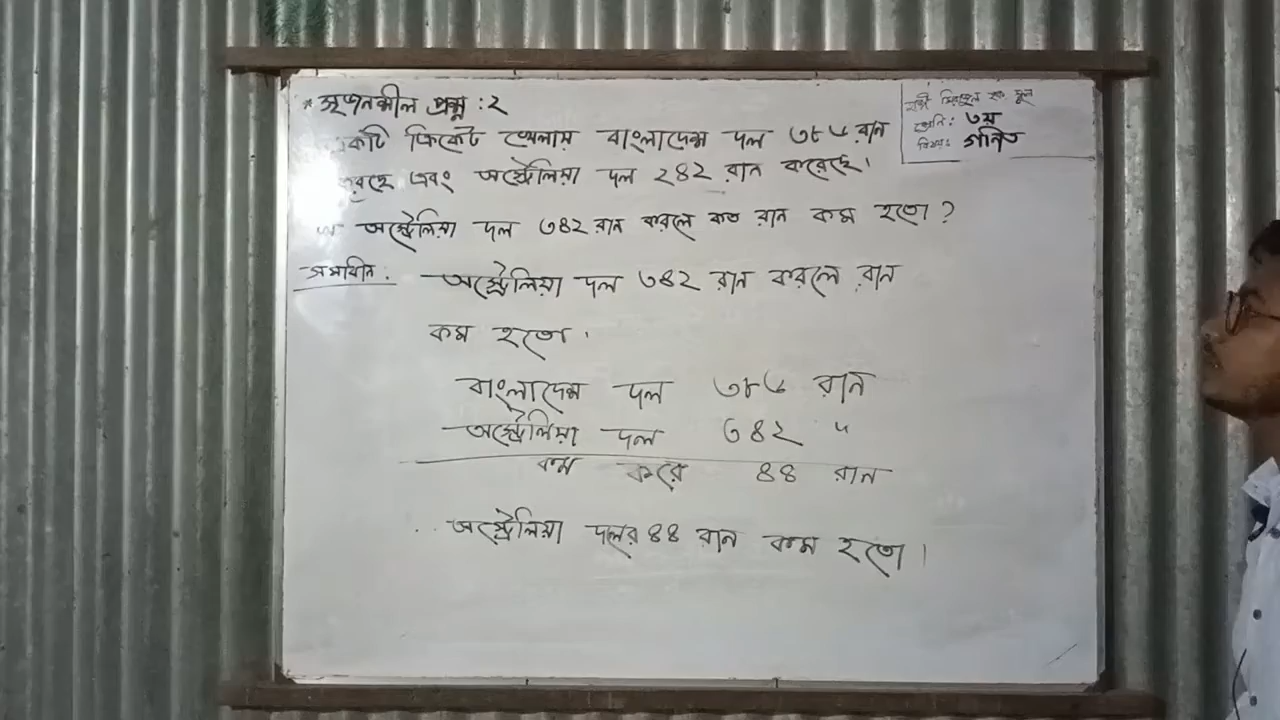 * সৃজনশীল প্রশ্ন : ২
একটি ক্রিকেট খেলায় বাংলাদেশ দল ৩৮৬ রান
করেছে এবং অস্ট্রেলিয়া দল ২৪২ রান করেছে।
অস্ট্রেলিয়া দল ৩৪২ রান করলে কত রান কম হতো ?
সমাধান :
অস্ট্রেলিয়া দল ৩৪২ রান করলে রান
কম হতো।
বাংলাদেশ দল ৩৮৬ রান
অস্ট্রেলিয়া দল ৩৪২ "
কম করে ৪৪ রান
অস্ট্রেলিয়া দলের ৪৪ রান কম হতো।
শ্রেণি : ৩য়
বিষয় : গণিত